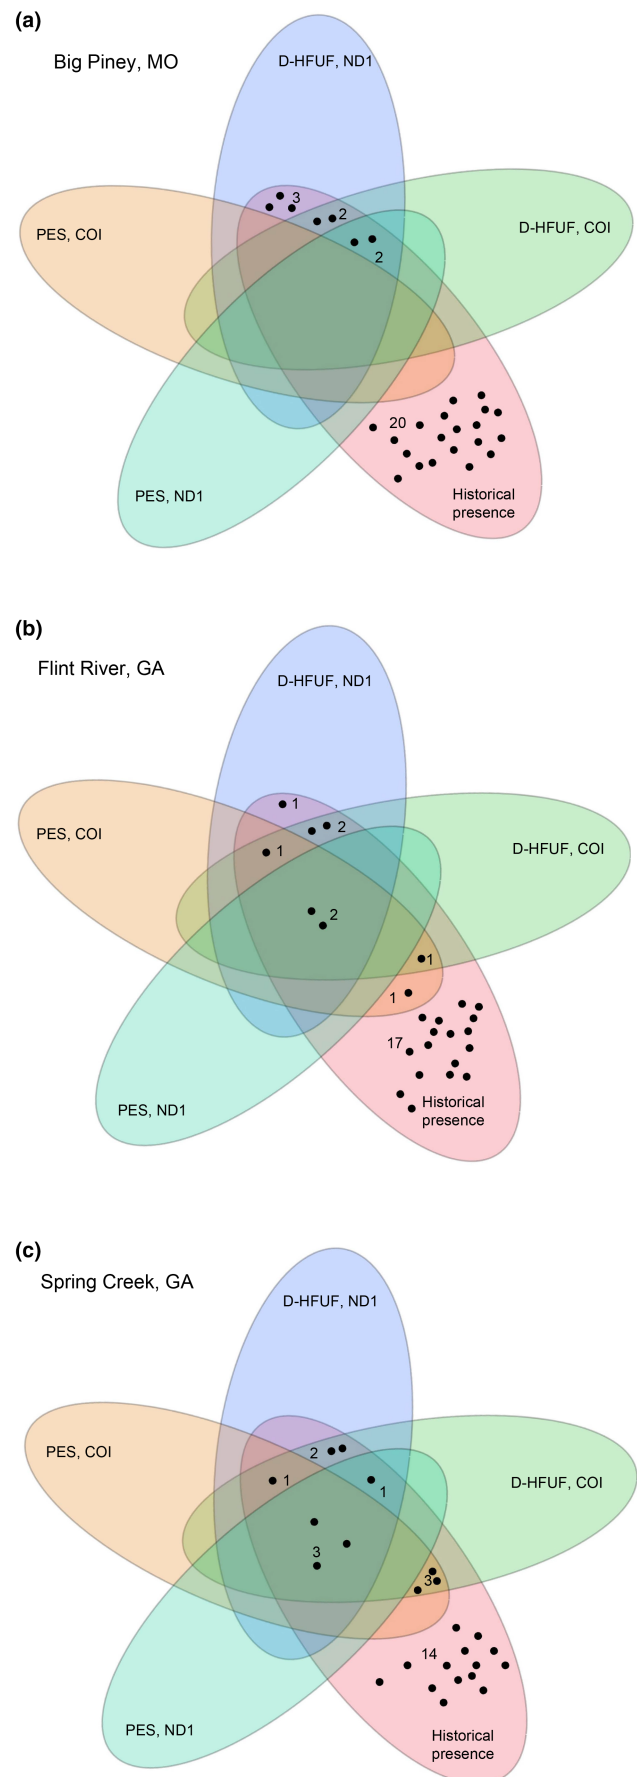 (a)
Big Piney, MO
D-HFUF, ND1
3
2
PES, COI
D-HFUF, COI
2
20
PES, ND1
Historical
presence
(b)
Flint River, GA
D-HFUF, ND1
1
2
PES, COI
1
D-HFUF, COI
2
1
1
17
PES, ND1
Historical
presence
(c)
Spring Creek, GA
D-HFUF, ND1
PES, COI
2
1
1
D-HFUF, COI
3
3
14
PES, ND1
Historical
presence